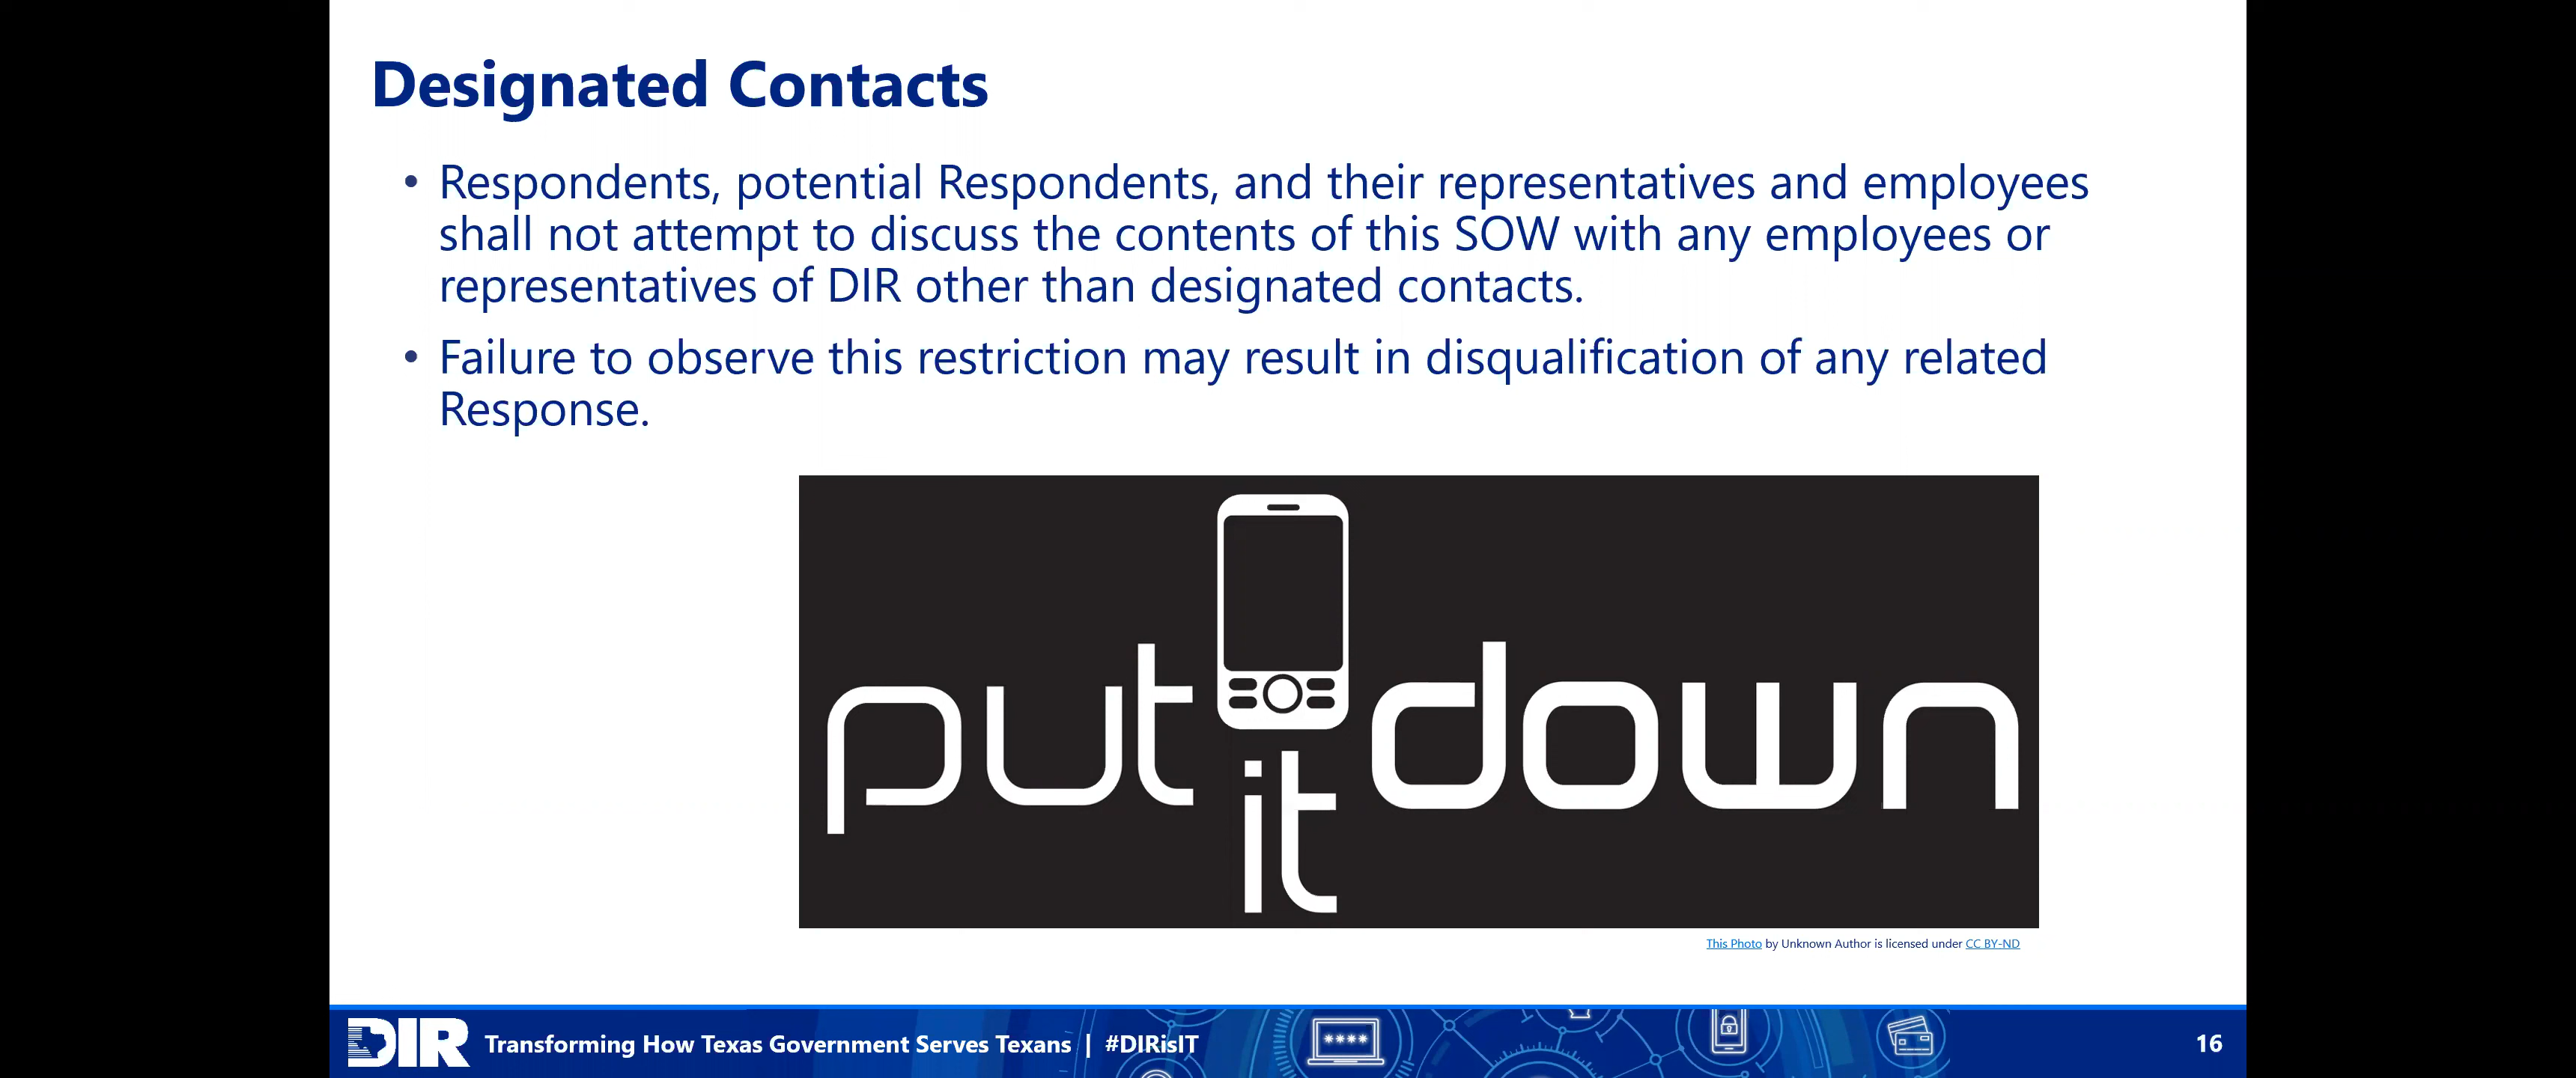 Designated Contacts
• Respondents, potential Respondents, and their representatives and employees
shall not attempt to discuss the contents of this SOW with any employees or
representatives of DIR other than designated contacts.
• Failure to observe this restriction may result in disqualification of any related
Response.
put it down
This Photo by Unknown Author is licensed under CC BY-ND
DIR Transforming How Texas Government Serves Texans | #DIRisIT
****
16